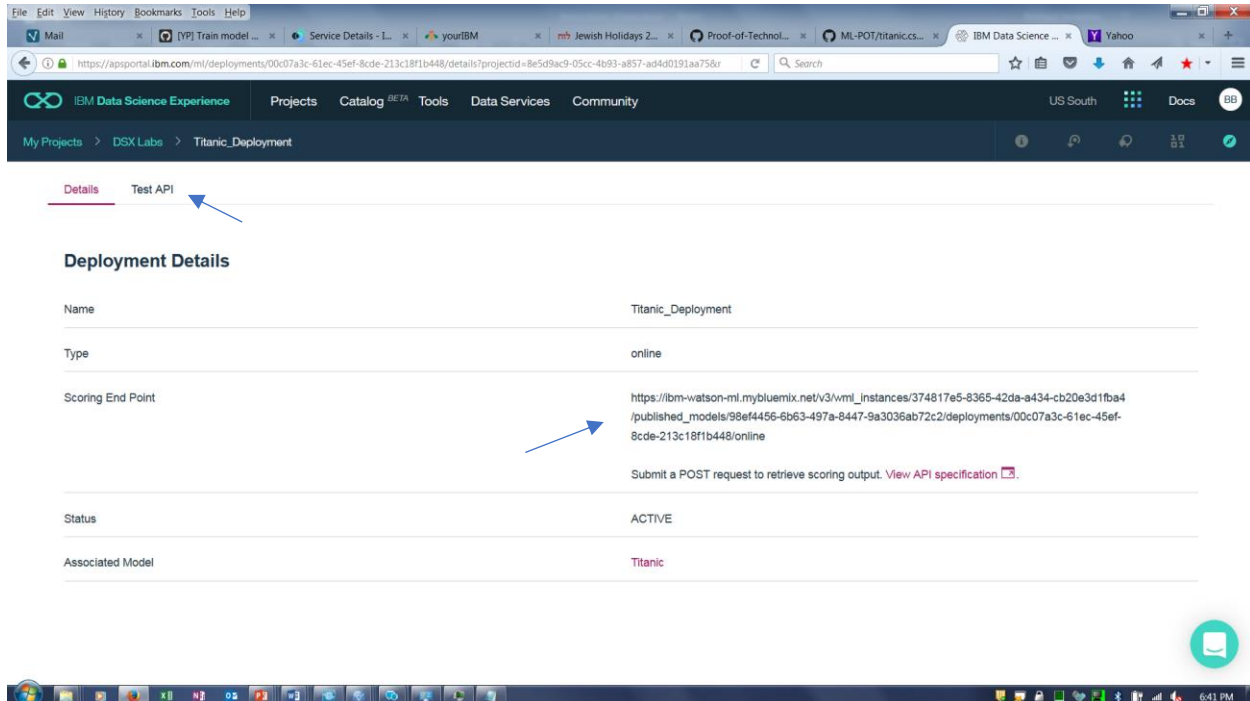 File Edit View History Bookmarks Tools Help
Mail [YP] Train model ... Service Details - I... yourIBM Jewish Holidays 2... Proof-of-Technol... ML-POT/titanic.cs... IBM Data Science ... Yahoo
https://apsportal.ibm.com/ml/deployments/00c07a3c-61ec-45ef-8cde-213c18f1b448/details?projectid=8e5d9ac9-05cc-4b93-a857-ad4d0191aa75&r Search
IBM Data Science Experience Projects Catalog BETA Tools Data Services Community US South Docs BB
My Projects > DSX Labs > Titanic_Deployment
Details Test API
Deployment Details
Name Titanic_Deployment
Type online
Scoring End Point https://ibm-watson-ml.mybluemix.net/v3/wml_instances/374817e5-8365-42da-a434-cb20e3d1fba4
/published_models/98ef4456-6b63-497a-8447-9a3036ab72c2/deployments/00c07a3c-61ec-45ef-
8cde-213c18f1b448/online
Submit a POST request to retrieve scoring output. View API specification.
Status ACTIVE
Associated Model Titanic
6:41 PM